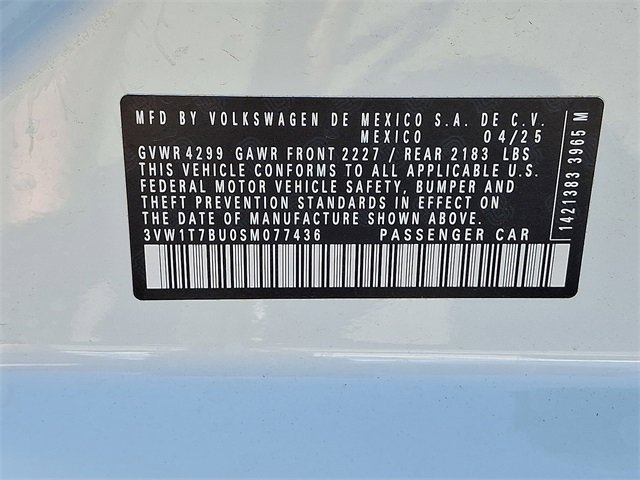 MFD BY VOLKSWAGEN DE MEXICO S.A. DE C.V.
MEXICO 04/25
GVWR 4299 GAWR FRONT 2227 / REAR 2183 LBS
THIS VEHICLE CONFORMS TO ALL APPLICABLE U.S.
FEDERAL MOTOR VEHICLE SAFETY, BUMPER AND
THEFT PREVENTION STANDARDS IN EFFECT ON
THE DATE OF MANUFACTURE SHOWN ABOVE.
3VW1T7BU0SM077436 PASSENGER CAR
1421383 3965 M